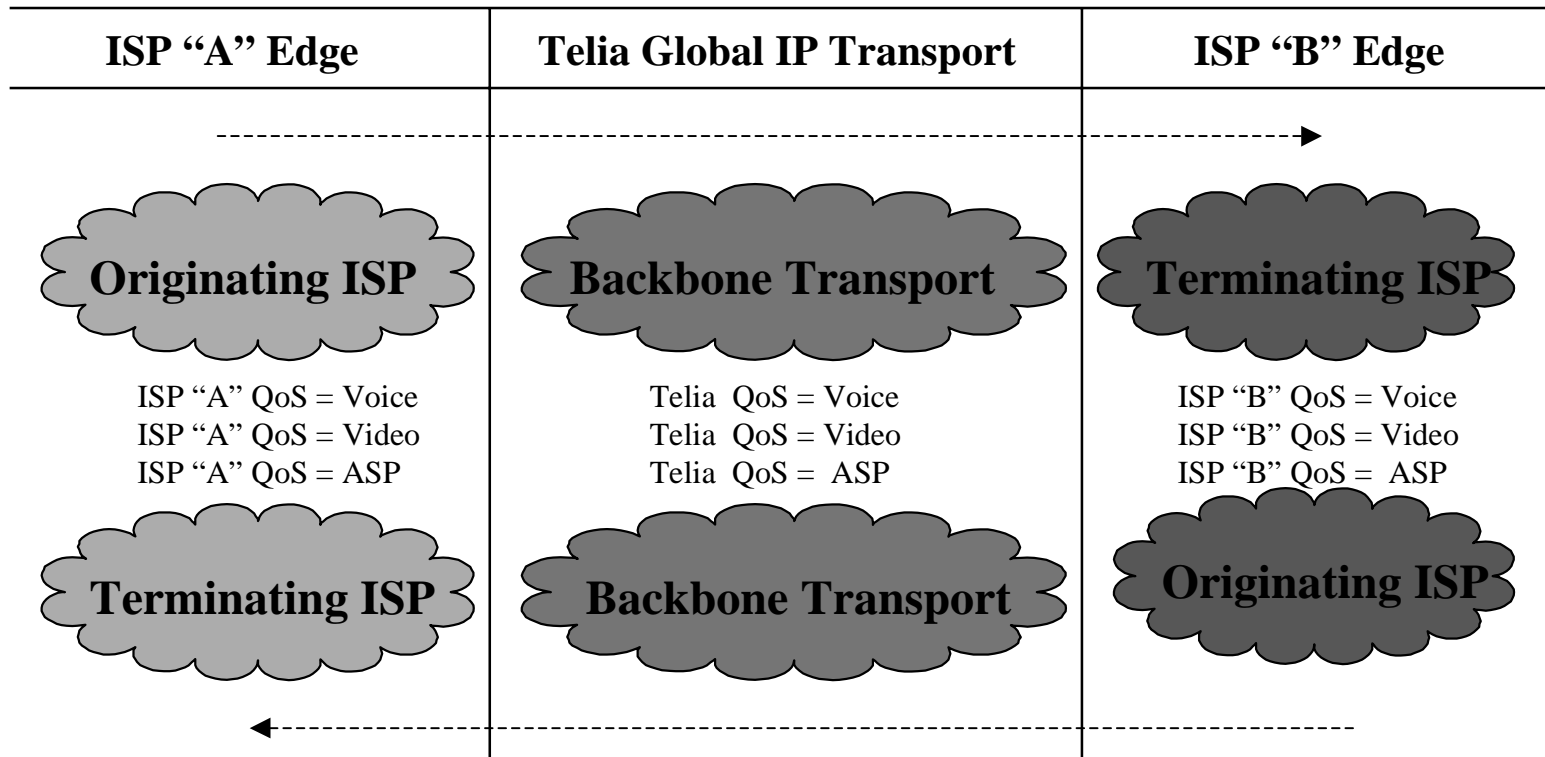 ISP “A” Edge
Telia Global IP Transport
ISP “B” Edge
Originating ISP
Backbone Transport
Terminating ISP
ISP “A” QoS = Voice
ISP “A” QoS = Video
ISP “A” QoS = ASP
Telia QoS = Voice
Telia QoS = Video
Telia QoS = ASP
ISP “B” QoS = Voice
ISP “B” QoS = Video
ISP “B” QoS = ASP
Terminating ISP
Backbone Transport
Originating ISP